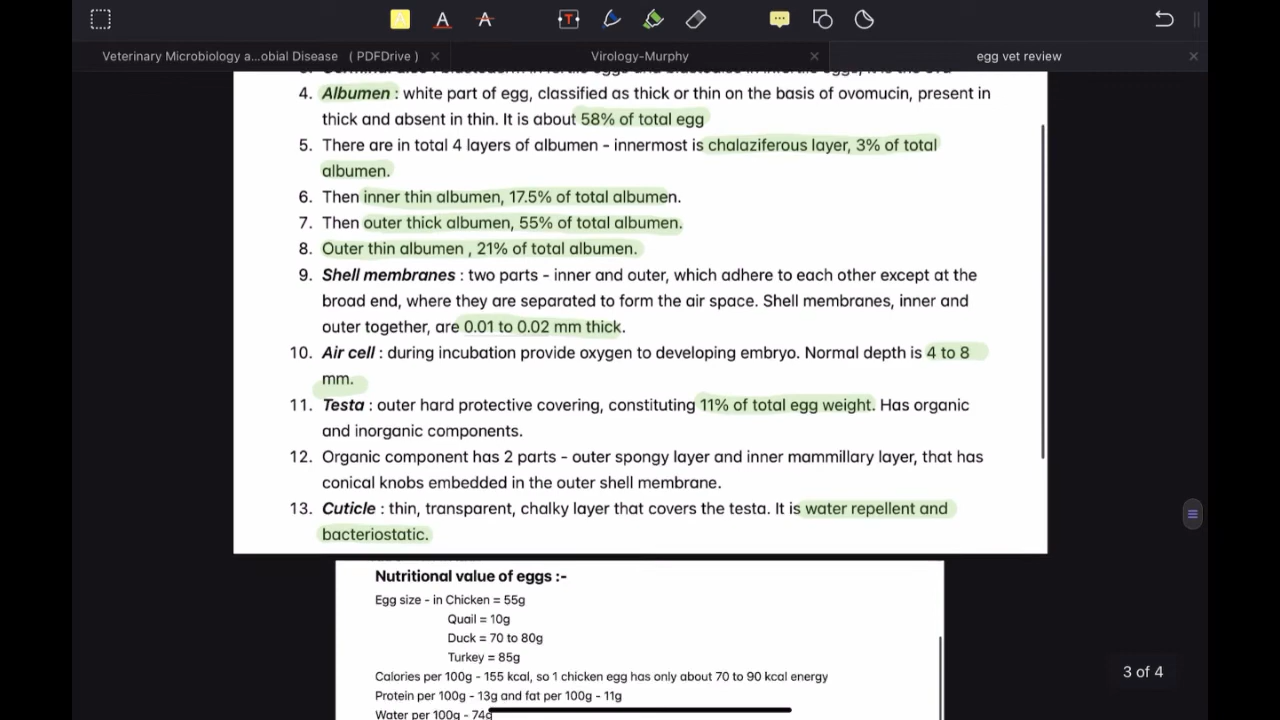 A A A T
Veterinary Microbiology a...obial Disease ( PDFDrive ) ×
Virology-Murphy ×
egg vet review ×
4. Albumen : white part of egg, classified as thick or thin on the basis of ovomucin, present in
thick and absent in thin. It is about 58% of total egg
5. There are in total 4 layers of albumen - innermost is chalaziferous layer, 3% of total
albumen.
6. Then inner thin albumen, 17.5% of total albumen.
7. Then outer thick albumen, 55% of total albumen.
8. Outer thin albumen , 21% of total albumen.
9. Shell membranes : two parts - inner and outer, which adhere to each other except at the
broad end, where they are separated to form the air space. Shell membranes, inner and
outer together, are 0.01 to 0.02 mm thick.
10. Air cell : during incubation provide oxygen to developing embryo. Normal depth is 4 to 8
mm.
11. Testa : outer hard protective covering, constituting 11% of total egg weight. Has organic
and inorganic components.
12. Organic component has 2 parts - outer spongy layer and inner mammillary layer, that has
conical knobs embedded in the outer shell membrane.
13. Cuticle : thin, transparent, chalky layer that covers the testa. It is water repellent and
bacteriostatic.
Nutritional value of eggs :-
Egg size - in Chicken = 55g
Quail = 10g
Duck = 70 to 80g
Turkey = 85g
Calories per 100g - 155 kcal, so 1 chicken egg has only about 70 to 90 kcal energy
Protein per 100g - 13g and fat per 100g - 11g
Water per 100g - 74g
3 of 4